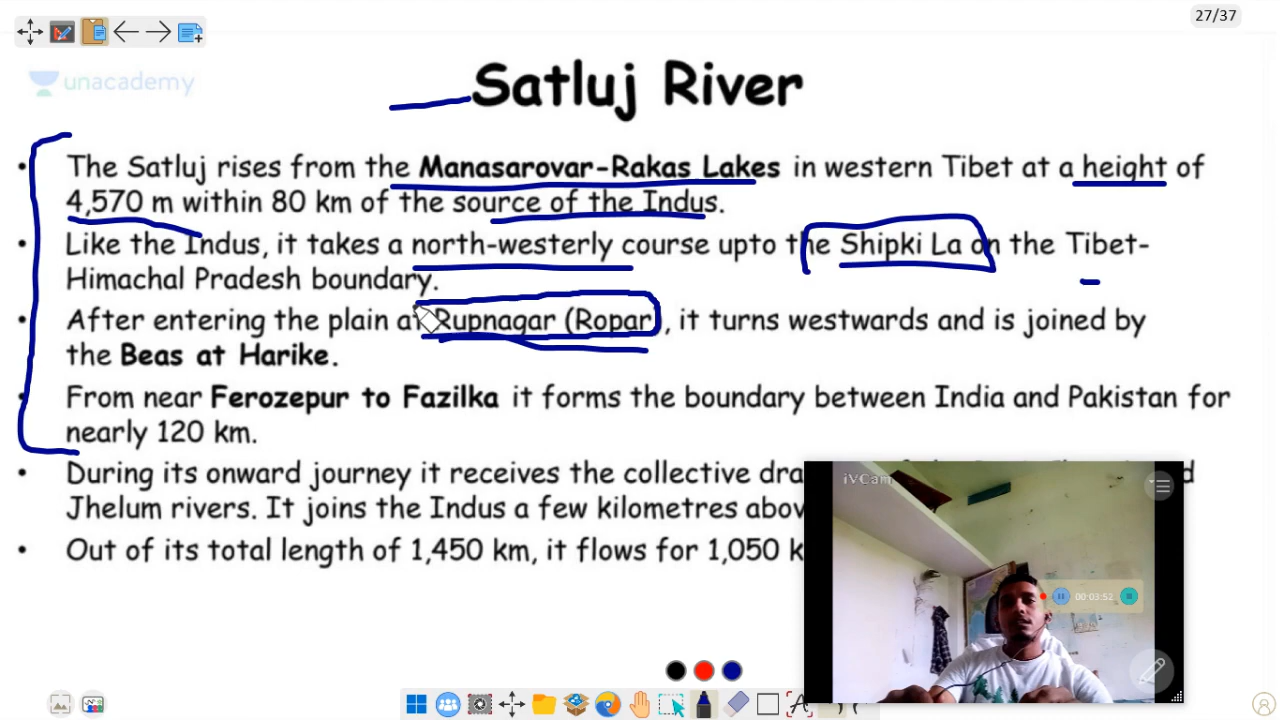 27/37
unacademy
Satluj River
• The Satluj rises from the Manasarovar-Rakas Lakes in western Tibet at a height of
4,570 m within 80 km of the source of the Indus.
• Like the Indus, it takes a north-westerly course upto the Shipki La on the Tibet-
Himachal Pradesh boundary.
• After entering the plain at Rupnagar (Ropar), it turns westwards and is joined by
the Beas at Harike.
• From near Ferozepur to Fazilka it forms the boundary between India and Pakistan for
nearly 120 km.
• During its onward journey it receives the collective
Jhelum rivers. It joins the Indus a few kilometres
• Out of its total length of 1,450 km, it flows for 1,050
iVCam
00:03:52